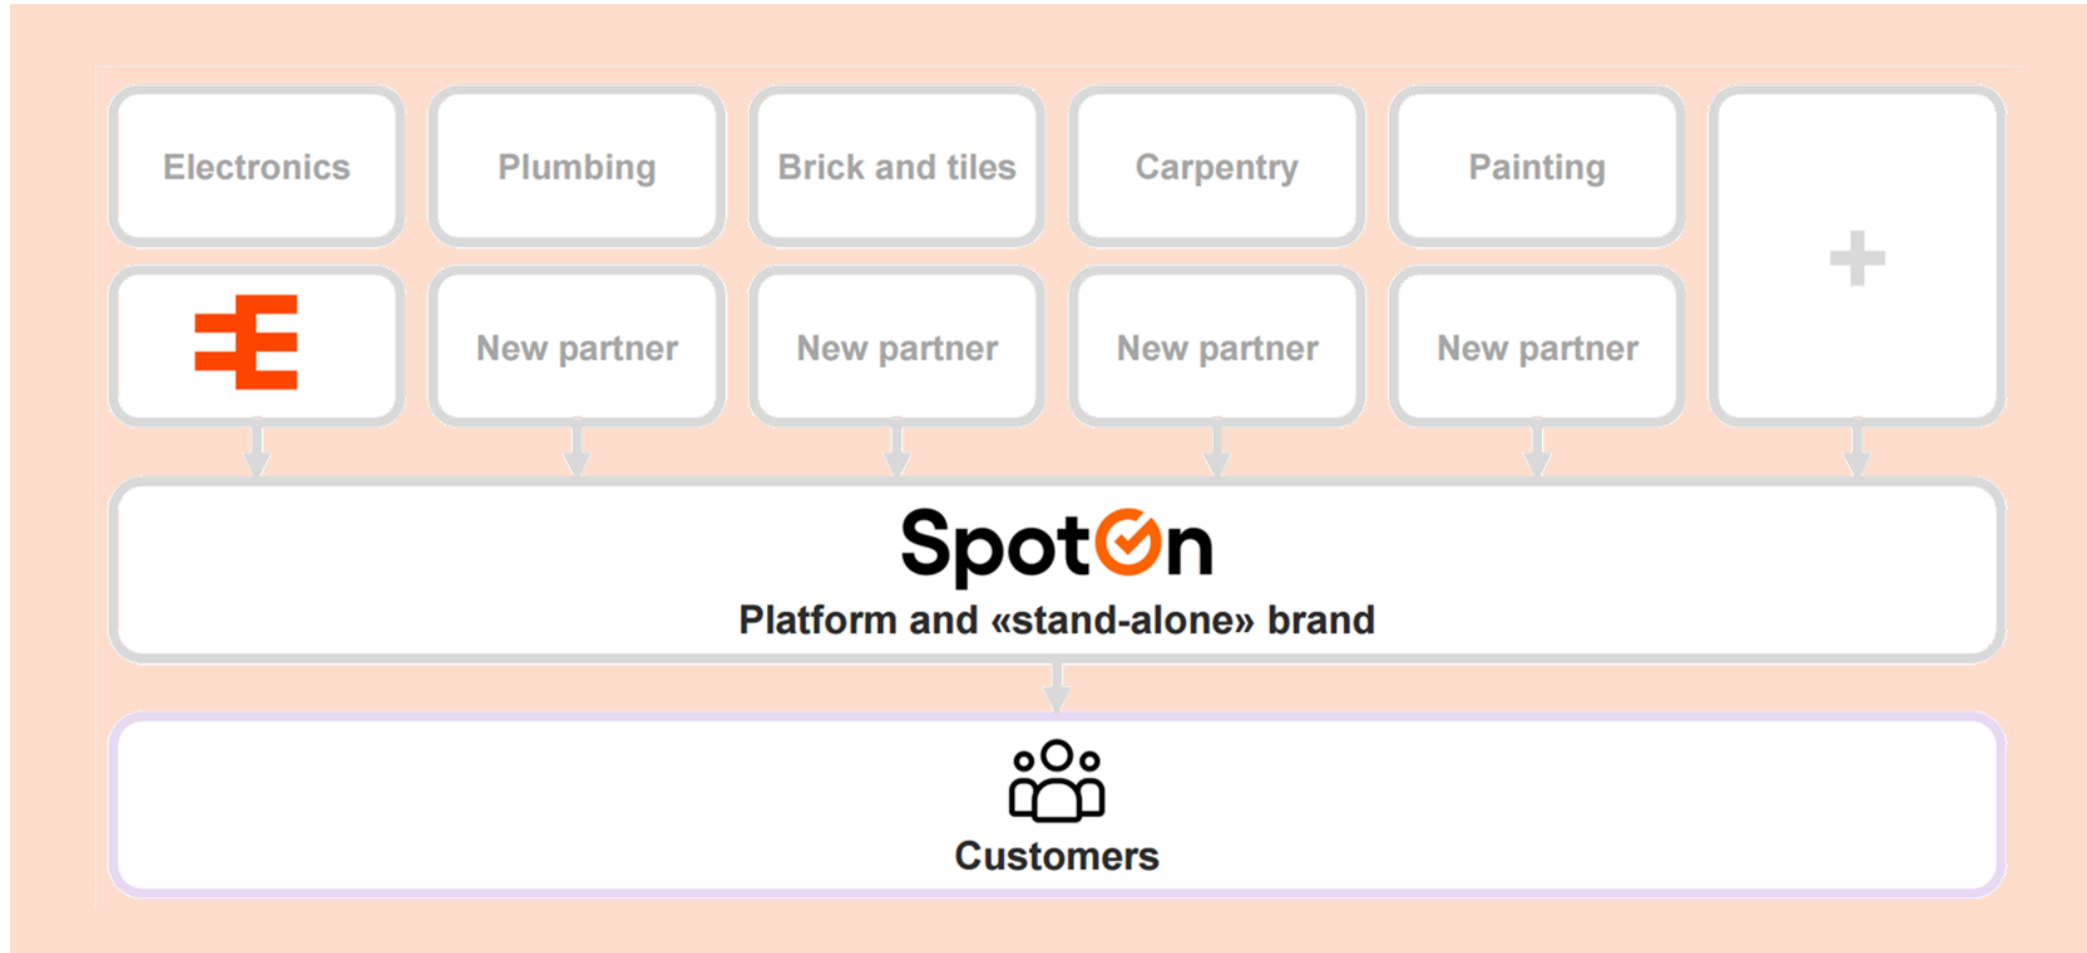 Electronics
Plumbing
Brick and tiles
Carpentry
Painting
+
New partner
New partner
New partner
New partner
SpotOn
Platform and «stand-alone» brand
Customers